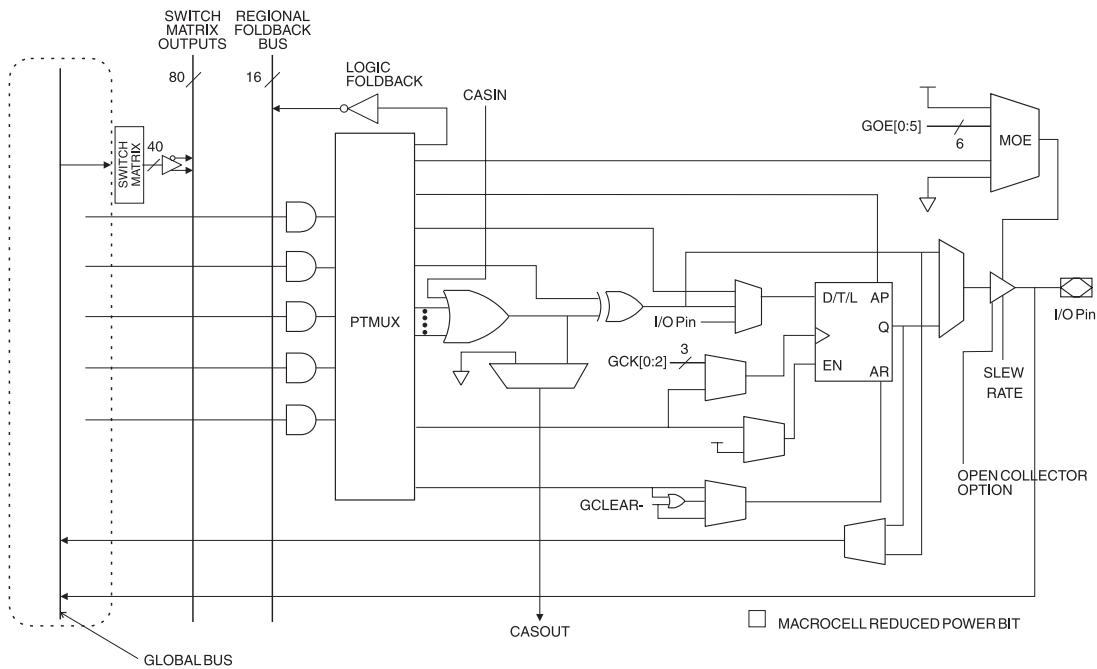 SWITCH
MATRIX
OUTPUTS
REGIONAL
FOLDBACK
BUS
80
16
LOGIC
FOLDBACK
CASIN
GOE[0:5]
6
MOE
SWITCH
MATRIX
40
PTMUX
D/T/L AP
Q
EN
AR
I/O Pin
GCK[0:2]
3
I/O Pin
SLEW
RATE
OPEN COLLECTOR
OPTION
GCLEAR-
CASOUT
MACROCELL REDUCED POWER BIT
GLOBAL BUS